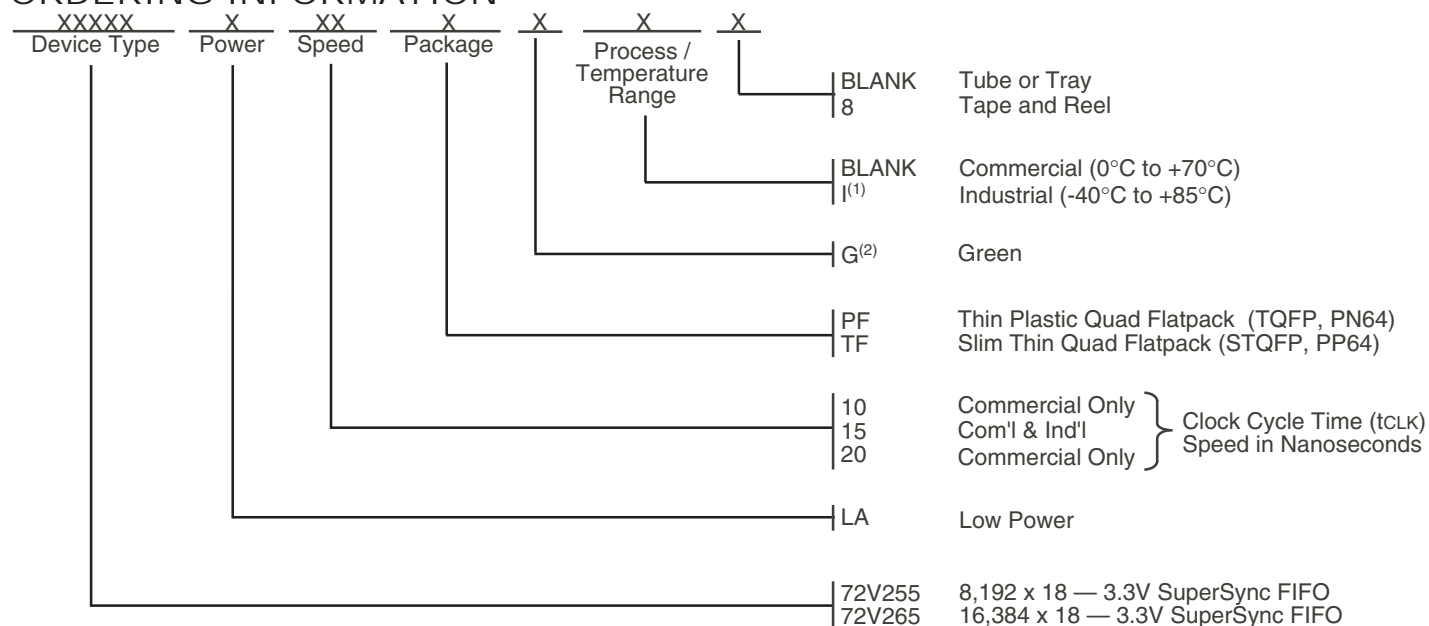 ORDERING INFORMATION
XXXXX X XX X X X X
Device Type Power Speed Package Process / Temperature Range
BLANK Tube or Tray
8 Tape and Reel
BLANK Commercial (0°C to +70°C)
I(1) Industrial (-40°C to +85°C)
G(2) Green
PF Thin Plastic Quad Flatpack (TQFP, PN64)
TF Slim Thin Quad Flatpack (STQFP, PP64)
10 Commercial Only
15 Com'l & Ind'l
20 Commercial Only
Clock Cycle Time (tCLK)
Speed in Nanoseconds
LA Low Power
72V255 8,192 x 18 — 3.3V SuperSync FIFO
72V265 16,384 x 18 — 3.3V SuperSync FIFO